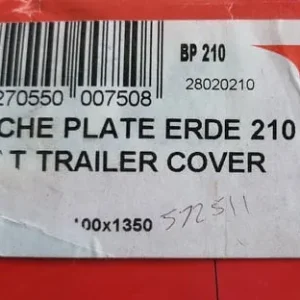 BP 210
28020210
270550 007508
CHE PLATE ERDE 210
T TRAILER COVER
00x1350 572511